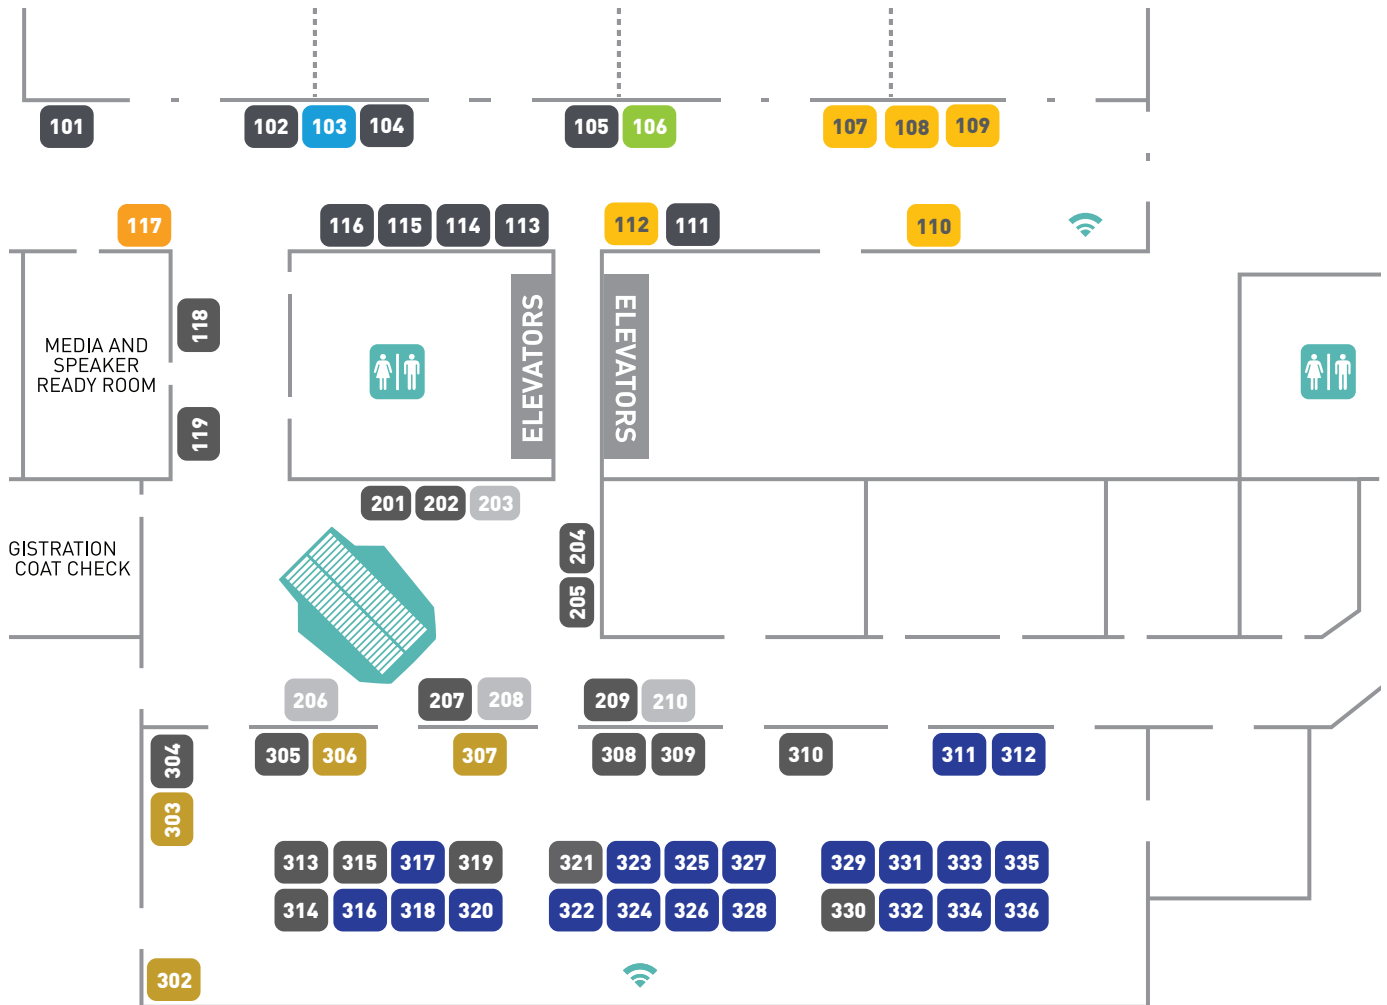 101
102 103 104
105 106
107 108 109
117
116 115 114 113
112 111
110
118
MEDIA AND
SPEAKER
READY ROOM
ELEVATORS
ELEVATORS
119
201 202 203
204
205
GISTRATION
COAT CHECK
206
207 208
209 210
304
305 306
307
308 309
310
311 312
303
313 315 317 319
321 323 325 327
329 331 333 335
314 316 318 320
322 324 326 328
330 332 334 336
302